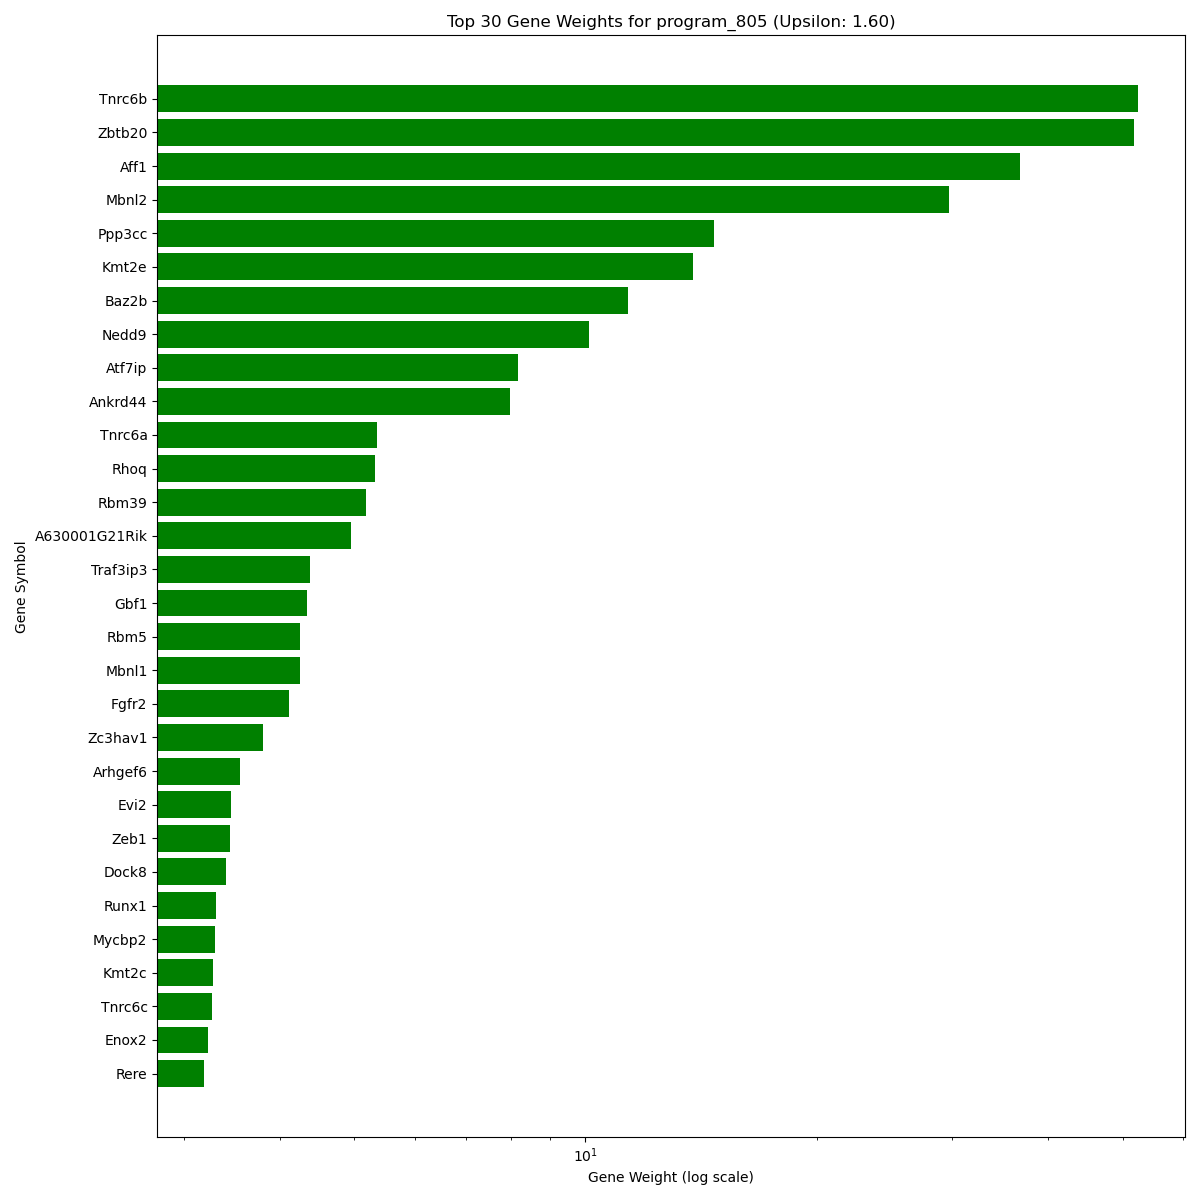 Top 30 Gene Weights for program_805 (Upsilon: 1.60)
Tnrc6b
Zbtb20
Aff1
Mbnl2
Ppp3cc
Kmt2e
Baz2b
Nedd9
Atf7ip
Ankrd44
Tnrc6a
Rhoq
Rbm39
A630001G21Rik
Traf3ip3
Gbf1
Rbm5
Mbnl1
Fgfr2
Zc3hav1
Arhgef6
Evi2
Zeb1
Dock8
Runx1
Mycbp2
Kmt2c
Tnrc6c
Enox2
Rere
Gene Symbol
10¹
Gene Weight (log scale)